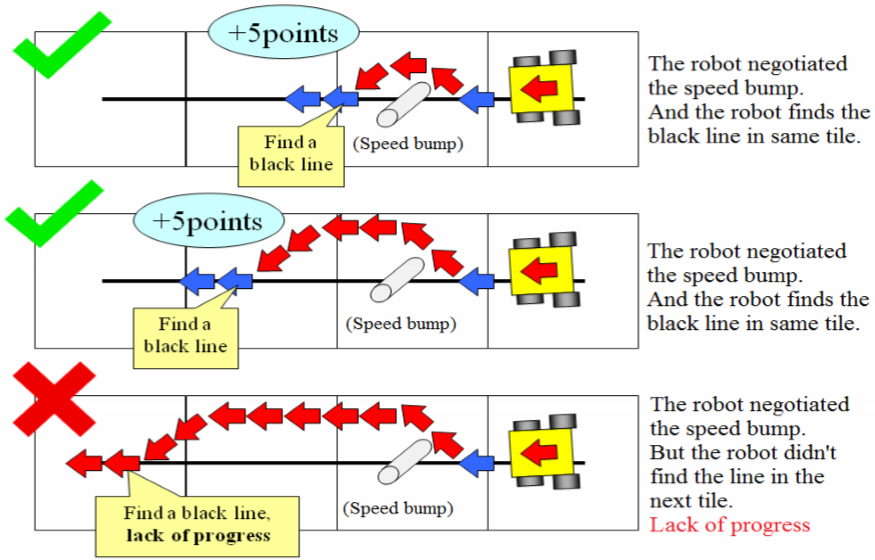 +5points
The robot negotiated
the speed bump.
And the robot finds the
black line in same tile.
Find a
black line
(Speed bump)
+5points
The robot negotiated
the speed bump.
And the robot finds the
black line in same tile.
Find a
black line
(Speed bump)
The robot negotiated
the speed bump.
But the robot didn't
find the line in the
next tile.
Lack of progress
Find a black line,
lack of progress
(Speed bump)